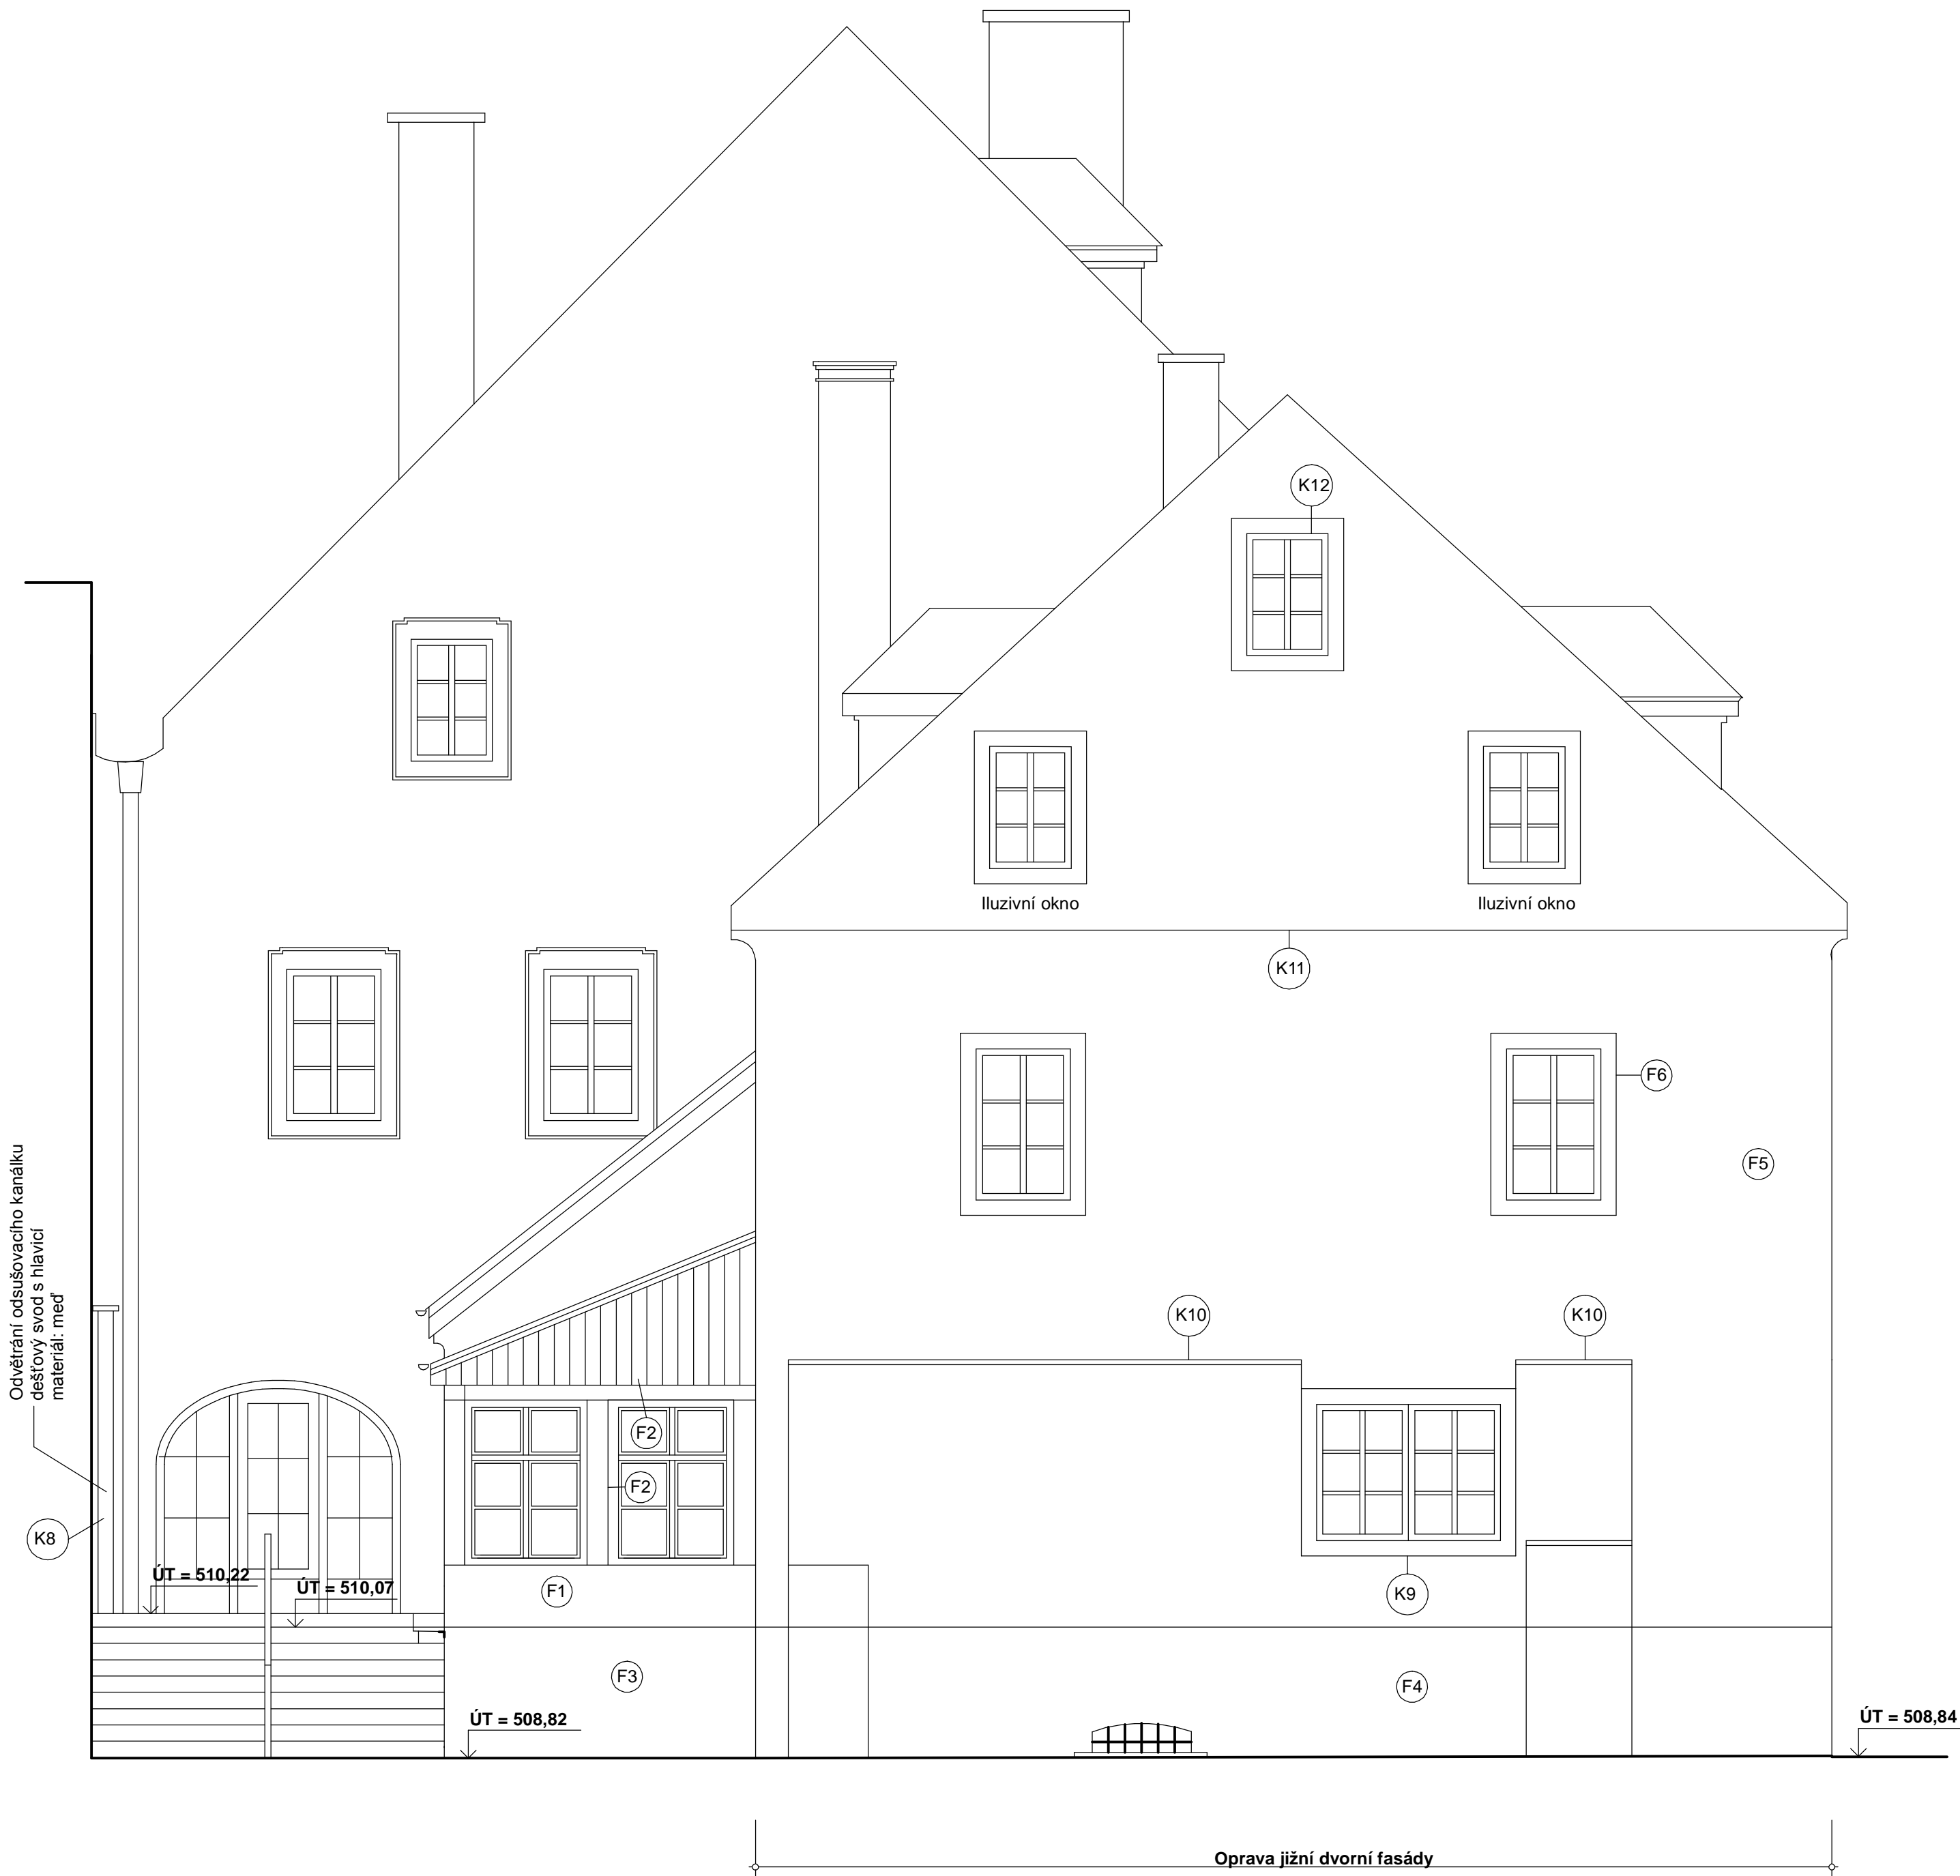 K12
Iluzivní okno
Iluzivní okno
K11
F6
F5
Odvětrání odsušovacího kanálku
dešťový svod s hlavicí
materiál: meď
K10
K10
F2
F2
K8
ÚT = 510,22
ÚT = 510,07
F1
K9
F3
F4
ÚT = 508,82
ÚT = 508,84
Oprava jižní dvorní fasády